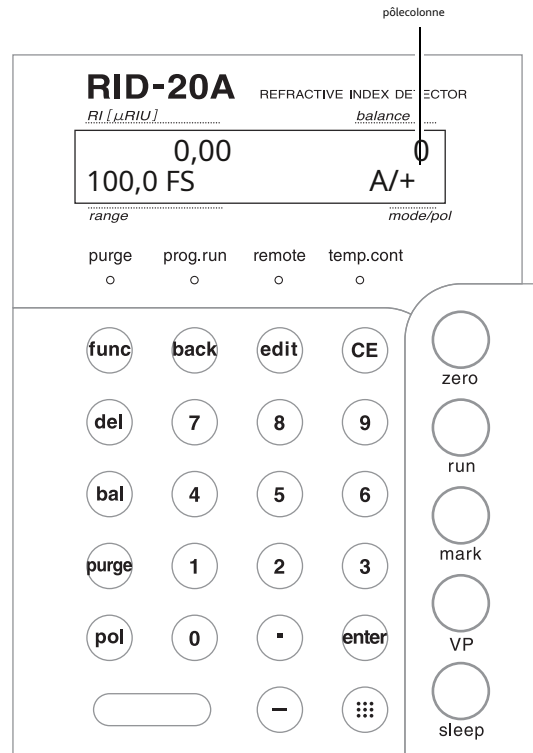 pôlecolonne
RID-20A REFRACTIVE INDEX DETECTOR
RI [µRIU] balance
0,00 0
100,0 FS A/+
range mode/pol
purge prog.run remote temp.cont
func back edit CE
zero
del 7 8 9
run
bal 4 5 6
mark
purge 1 2 3
VP
pol 0 . enter
–
sleep